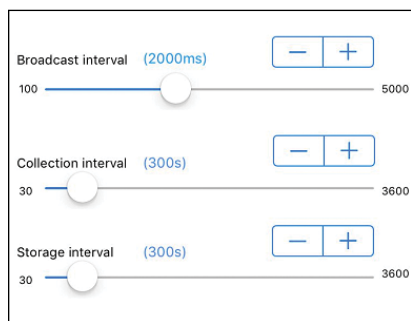 Broadcast interval (2000ms) − +
100 5000
Collection interval (300s) − +
30 3600
Storage interval (300s) − +
30 3600